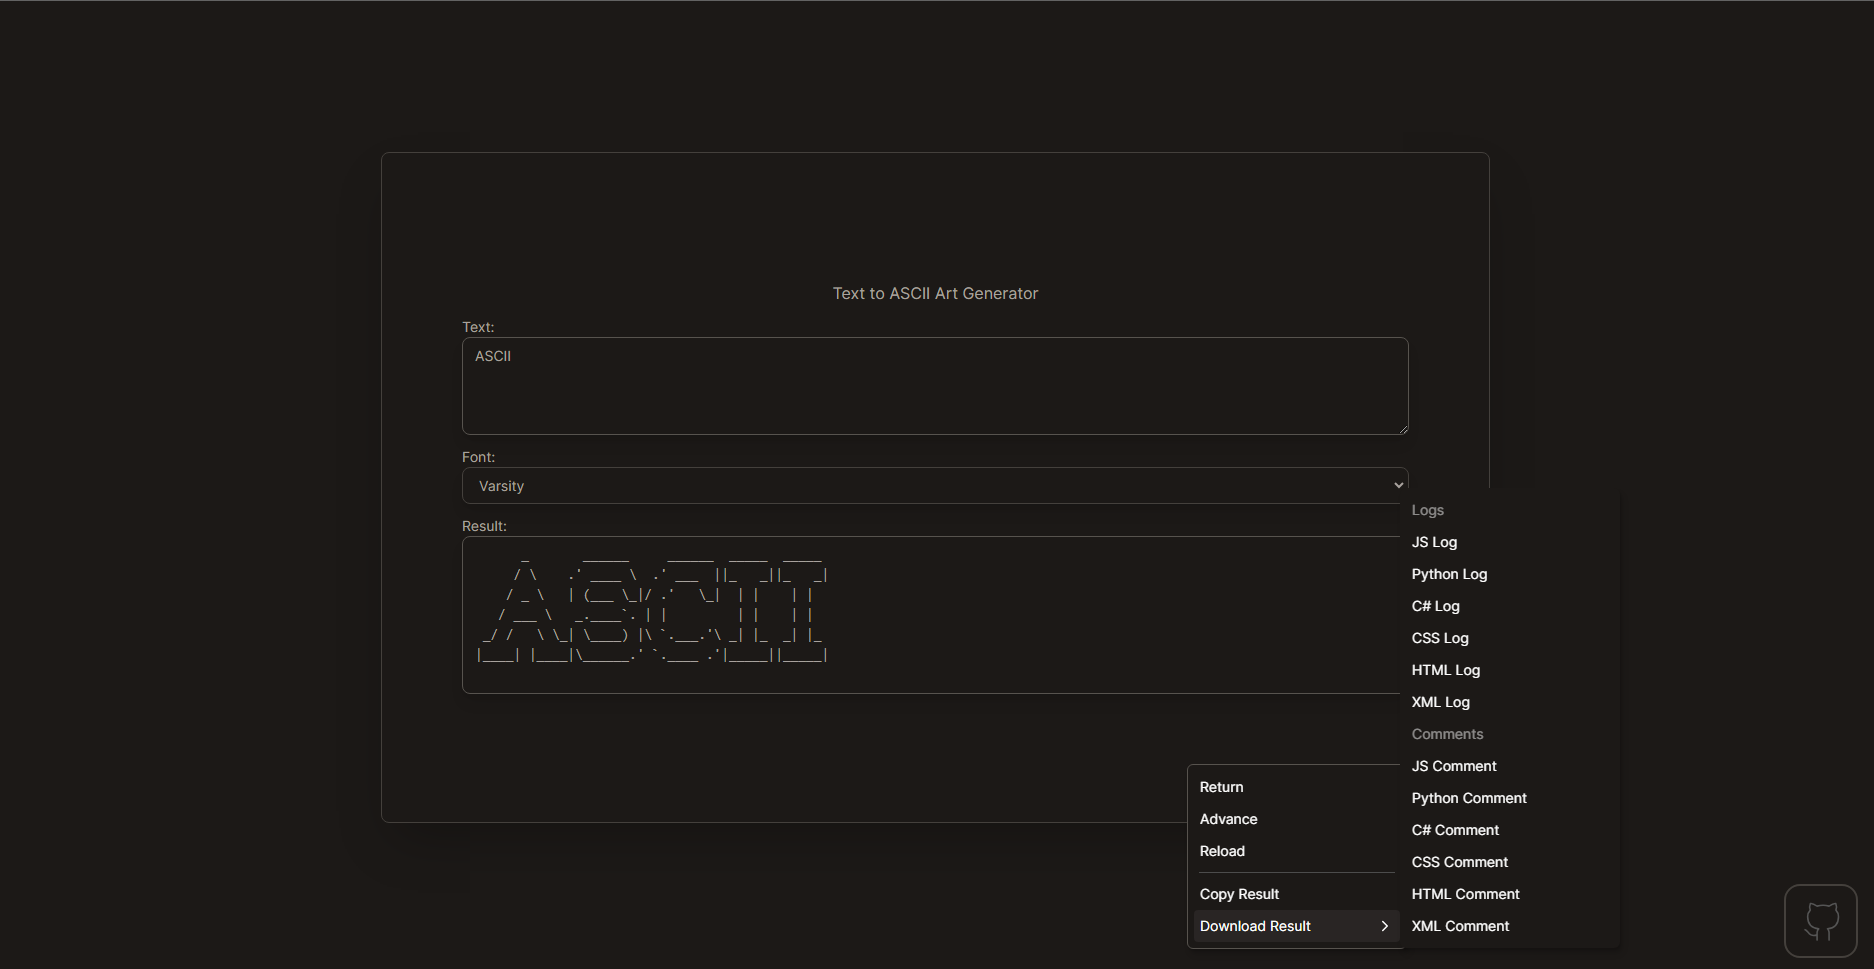 Text to ASCII Art Generator
Text:
ASCII
Font:
Varsity
Result:
      _       ______     ______  _____  _____
     / \    .' ____ \  .' ___  ||_   _||_   _|
    / _ \   | (___ \_|/ .'   \_|  | |    | |
   / ___ \   _.____`. | |         | |    | |
 _/ /   \ \_| \____) |\ `.___.'\ _| |_  _| |_
|____| |____|\______.' `.____ .'|_____||_____|
Return
Advance
Reload
Copy Result
Download Result
Logs
JS Log
Python Log
C# Log
CSS Log
HTML Log
XML Log
Comments
JS Comment
Python Comment
C# Comment
CSS Comment
HTML Comment
XML Comment